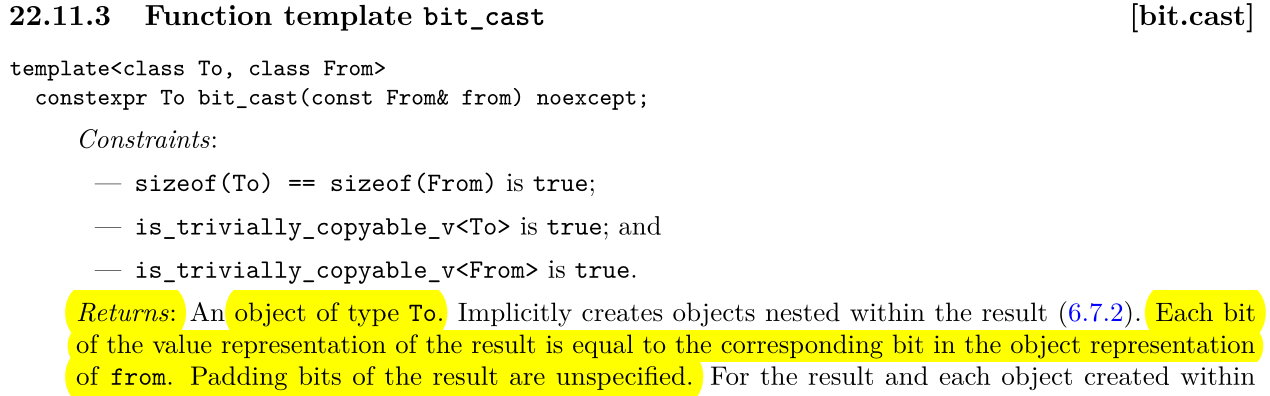 22.11.3 Function template bit_cast [bit.cast]
template<class To, class From>
constexpr To bit_cast(const From& from) noexcept;
Constraints:
— sizeof(To) == sizeof(From) is true;
— is_trivially_copyable_v<To> is true; and
— is_trivially_copyable_v<From> is true.
Returns: An object of type To. Implicitly creates objects nested within the result (6.7.2). Each bit
of the value representation of the result is equal to the corresponding bit in the object representation
of from. Padding bits of the result are unspecified. For the result and each object created within